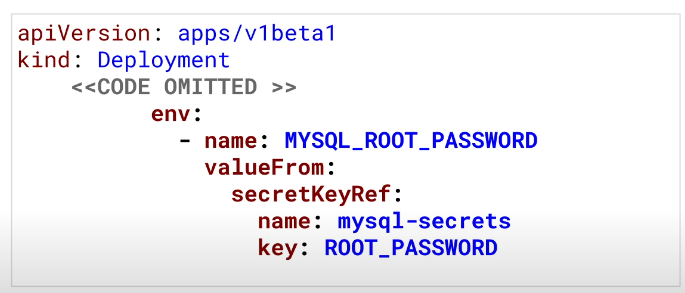 apiVersion: apps/v1beta1
kind: Deployment
<<CODE OMITTED >>
env:
- name: MYSQL_ROOT_PASSWORD
valueFrom:
secretKeyRef:
name: mysql-secrets
key: ROOT_PASSWORD